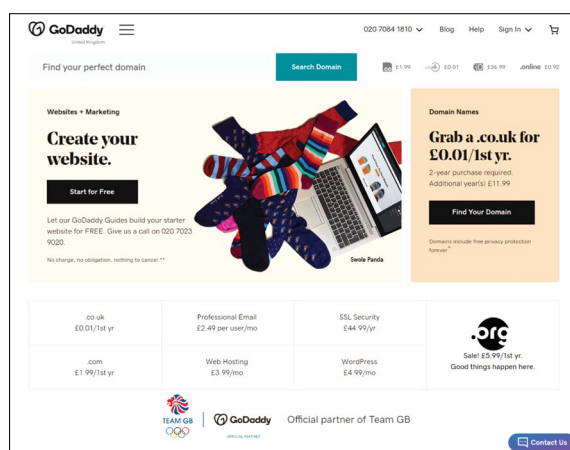 GoDaddy
United Kingdom
020 7084 1810
Blog
Help
Sign In
Find your perfect domain
Search Domain
£1.99
£0.01
£36.99
.online £0.92
Websites + Marketing
Create your
website.
Start for Free
Let our GoDaddy Guides build your starter
website for FREE. Give us a call on 020 7023
9020.
No charge, no obligation, nothing to cancel.**
Swole Panda
Domain Names
Grab a .co.uk for
£0.01/1st yr.
2-year purchase required.
Additional year(s) £11.99
Find Your Domain
Domains include free privacy protection
forever
.co.uk
£0.01/1st yr
Professional Email
£2.49 per user/mo
SSL Security
£44.99/yr
.com
£1.99/1st yr
Web Hosting
£3.99/mo
WordPress
£4.99/mo
.org
Sale! £5.99/1st yr.
Good things happen here.
TEAM GB
GoDaddy
OFFICIAL PARTNER
Official partner of Team GB
Contact Us